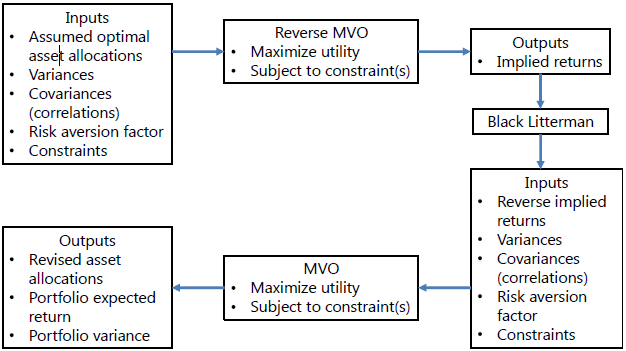 Inputs
• Assumed optimal
asset allocations
• Variances
• Covariances
(correlations)
• Risk aversion factor
• Constraints
Reverse MVO
• Maximize utility
• Subject to constraint(s)
Outputs
• Implied returns
Black Litterman
Inputs
• Reverse implied
returns
• Variances
• Covariances
(correlations)
• Risk aversion
factor
• Constraints
MVO
• Maximize utility
• Subject to constraint(s)
Outputs
• Revised asset
allocations
• Portfolio expected
return
• Portfolio variance